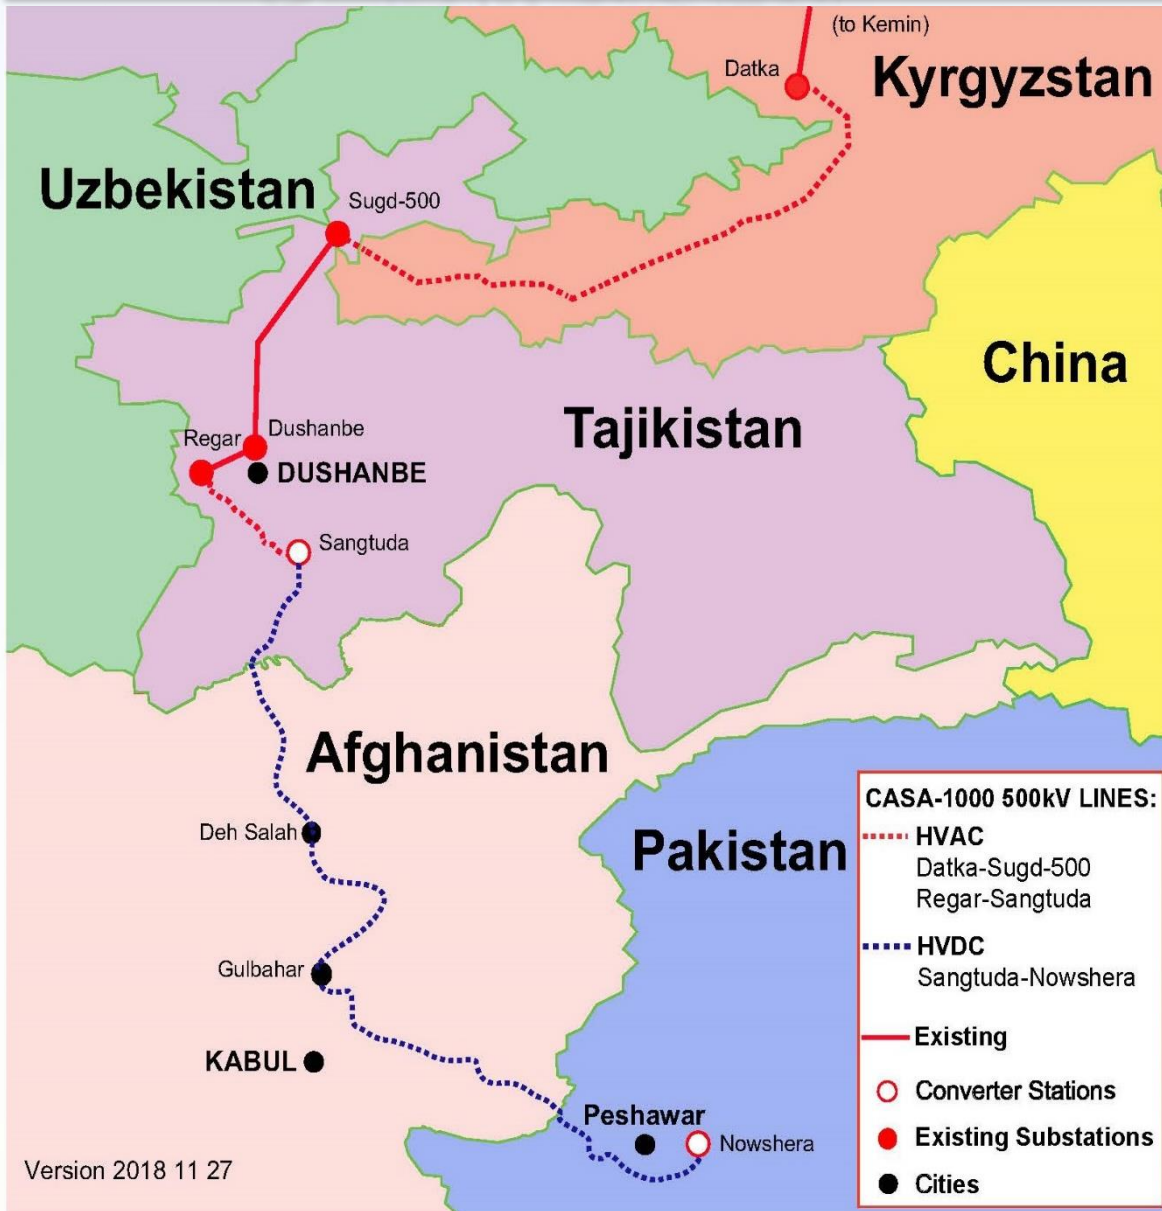 (to Kemin)
Datka
Kyrgyzstan
Uzbekistan
Sugd-500
China
Tajikistan
Regar
Dushanbe
DUSHANBE
Sangtuda
Afghanistan
Deh Salah
Pakistan
Gulbahar
KABUL
Peshawar
Nowshera
Version 2018 11 27
CASA-1000 500kV LINES:
HVAC
Datka-Sugd-500
Regar-Sangtuda
HVDC
Sangtuda-Nowshera
Existing
Converter Stations
Existing Substations
Cities